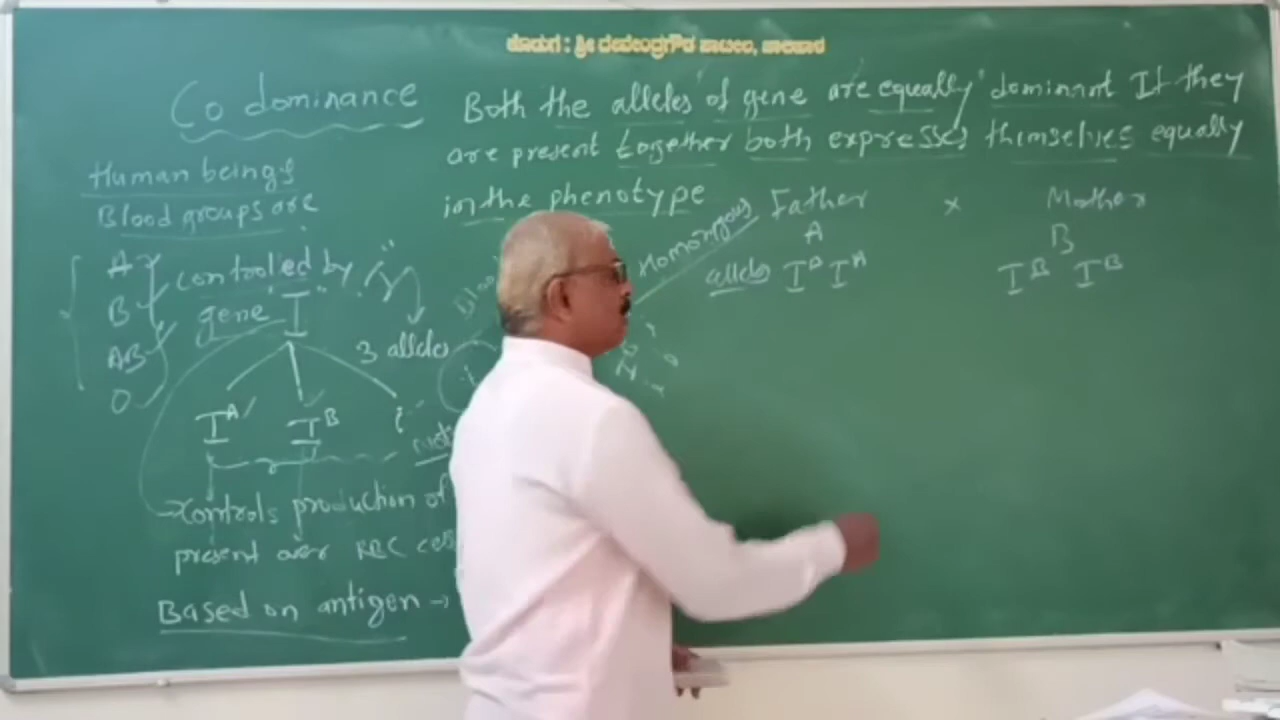 ಕೊಡುಗೆ : ಶ್ರೀ ದೇವೇಂದ್ರಗೌಡ ಪಾಟೀಲ,
Co dominance
Both the alleles of gene are equally dominant If they
are present together both expresses themselves equally
in the phenotype
Human beings
Blood groups are
A
B
AB
O
controlled by
gene "I"
3 alleles
I^A I^B i
Controls production of
present over RBC
Based on antigen →
Homozygous
Father × Mother
A B
alleles I^A I^A I^B I^B